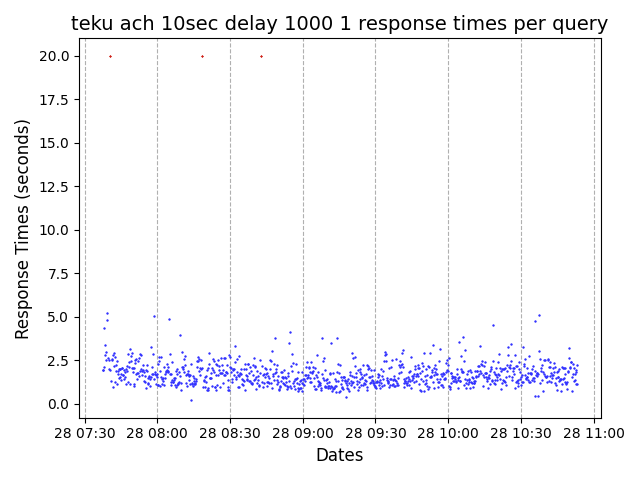 teku ach 10sec delay 1000 1 response times per query
Response Times (seconds)
20.0
17.5
15.0
12.5
10.0
7.5
5.0
2.5
0.0
28 07:30 28 08:00 28 08:30 28 09:00 28 09:30 28 10:00 28 10:30 28 11:00
Dates